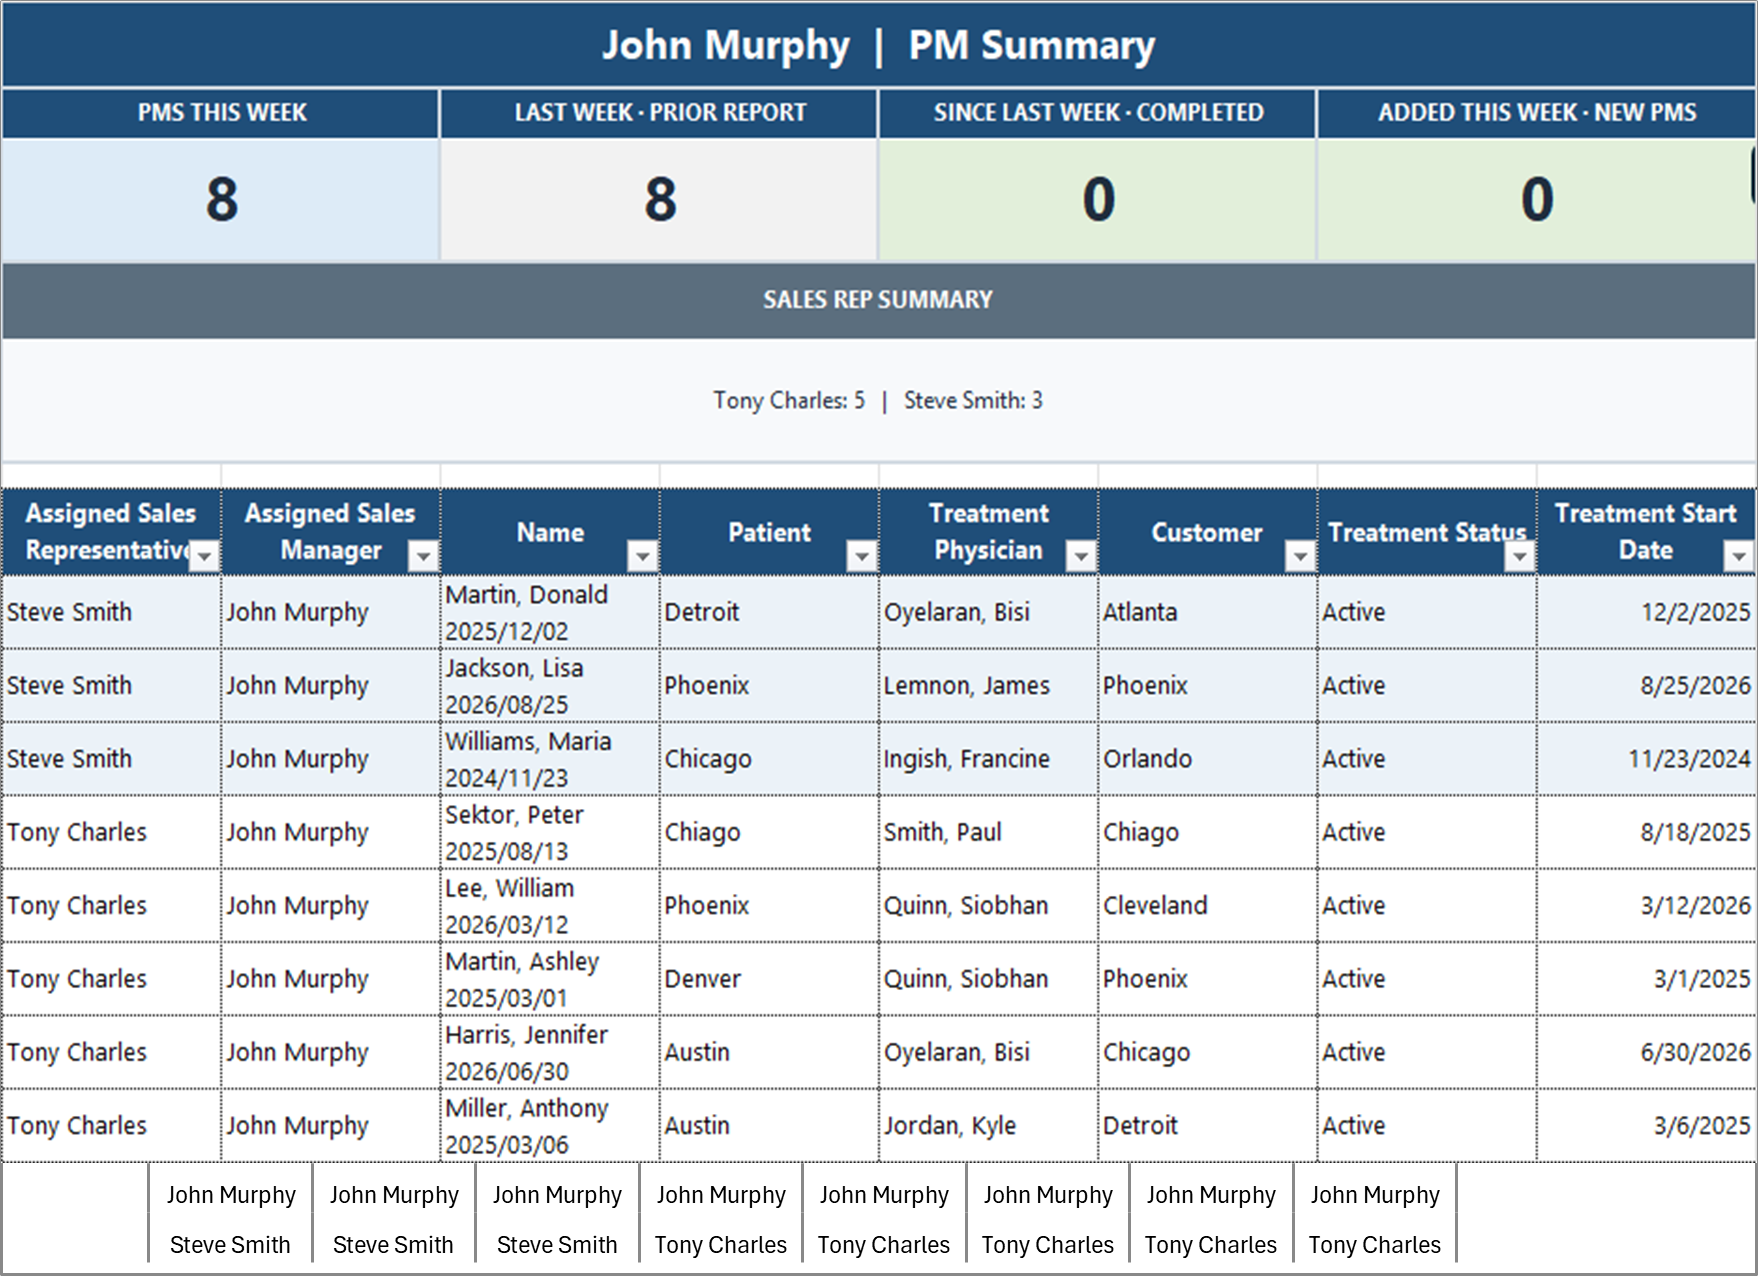 John Murphy | PM Summary
PMS THIS WEEK LAST WEEK · PRIOR REPORT SINCE LAST WEEK · COMPLETED ADDED THIS WEEK · NEW PMS
8 8 0 0
SALES REP SUMMARY
Tony Charles: 5 | Steve Smith: 3
Assigned Sales Representative Assigned Sales Manager Name Patient Treatment Physician Customer Treatment Status Treatment Start Date
Steve Smith John Murphy Martin, Donald 2025/12/02 Detroit Oyelaran, Bisi Atlanta Active 12/2/2025
Steve Smith John Murphy Jackson, Lisa 2026/08/25 Phoenix Lemnon, James Phoenix Active 8/25/2026
Steve Smith John Murphy Williams, Maria 2024/11/23 Chicago Ingish, Francine Orlando Active 11/23/2024
Tony Charles John Murphy Sektor, Peter 2025/08/13 Chiago Smith, Paul Chiago Active 8/18/2025
Tony Charles John Murphy Lee, William 2026/03/12 Phoenix Quinn, Siobhan Cleveland Active 3/12/2026
Tony Charles John Murphy Martin, Ashley 2025/03/01 Denver Quinn, Siobhan Phoenix Active 3/1/2025
Tony Charles John Murphy Harris, Jennifer 2026/06/30 Austin Oyelaran, Bisi Chicago Active 6/30/2026
Tony Charles John Murphy Miller, Anthony 2025/03/06 Austin Jordan, Kyle Detroit Active 3/6/2025
John Murphy John Murphy John Murphy John Murphy John Murphy John Murphy John Murphy John Murphy
Steve Smith Steve Smith Steve Smith Tony Charles Tony Charles Tony Charles Tony Charles Tony Charles